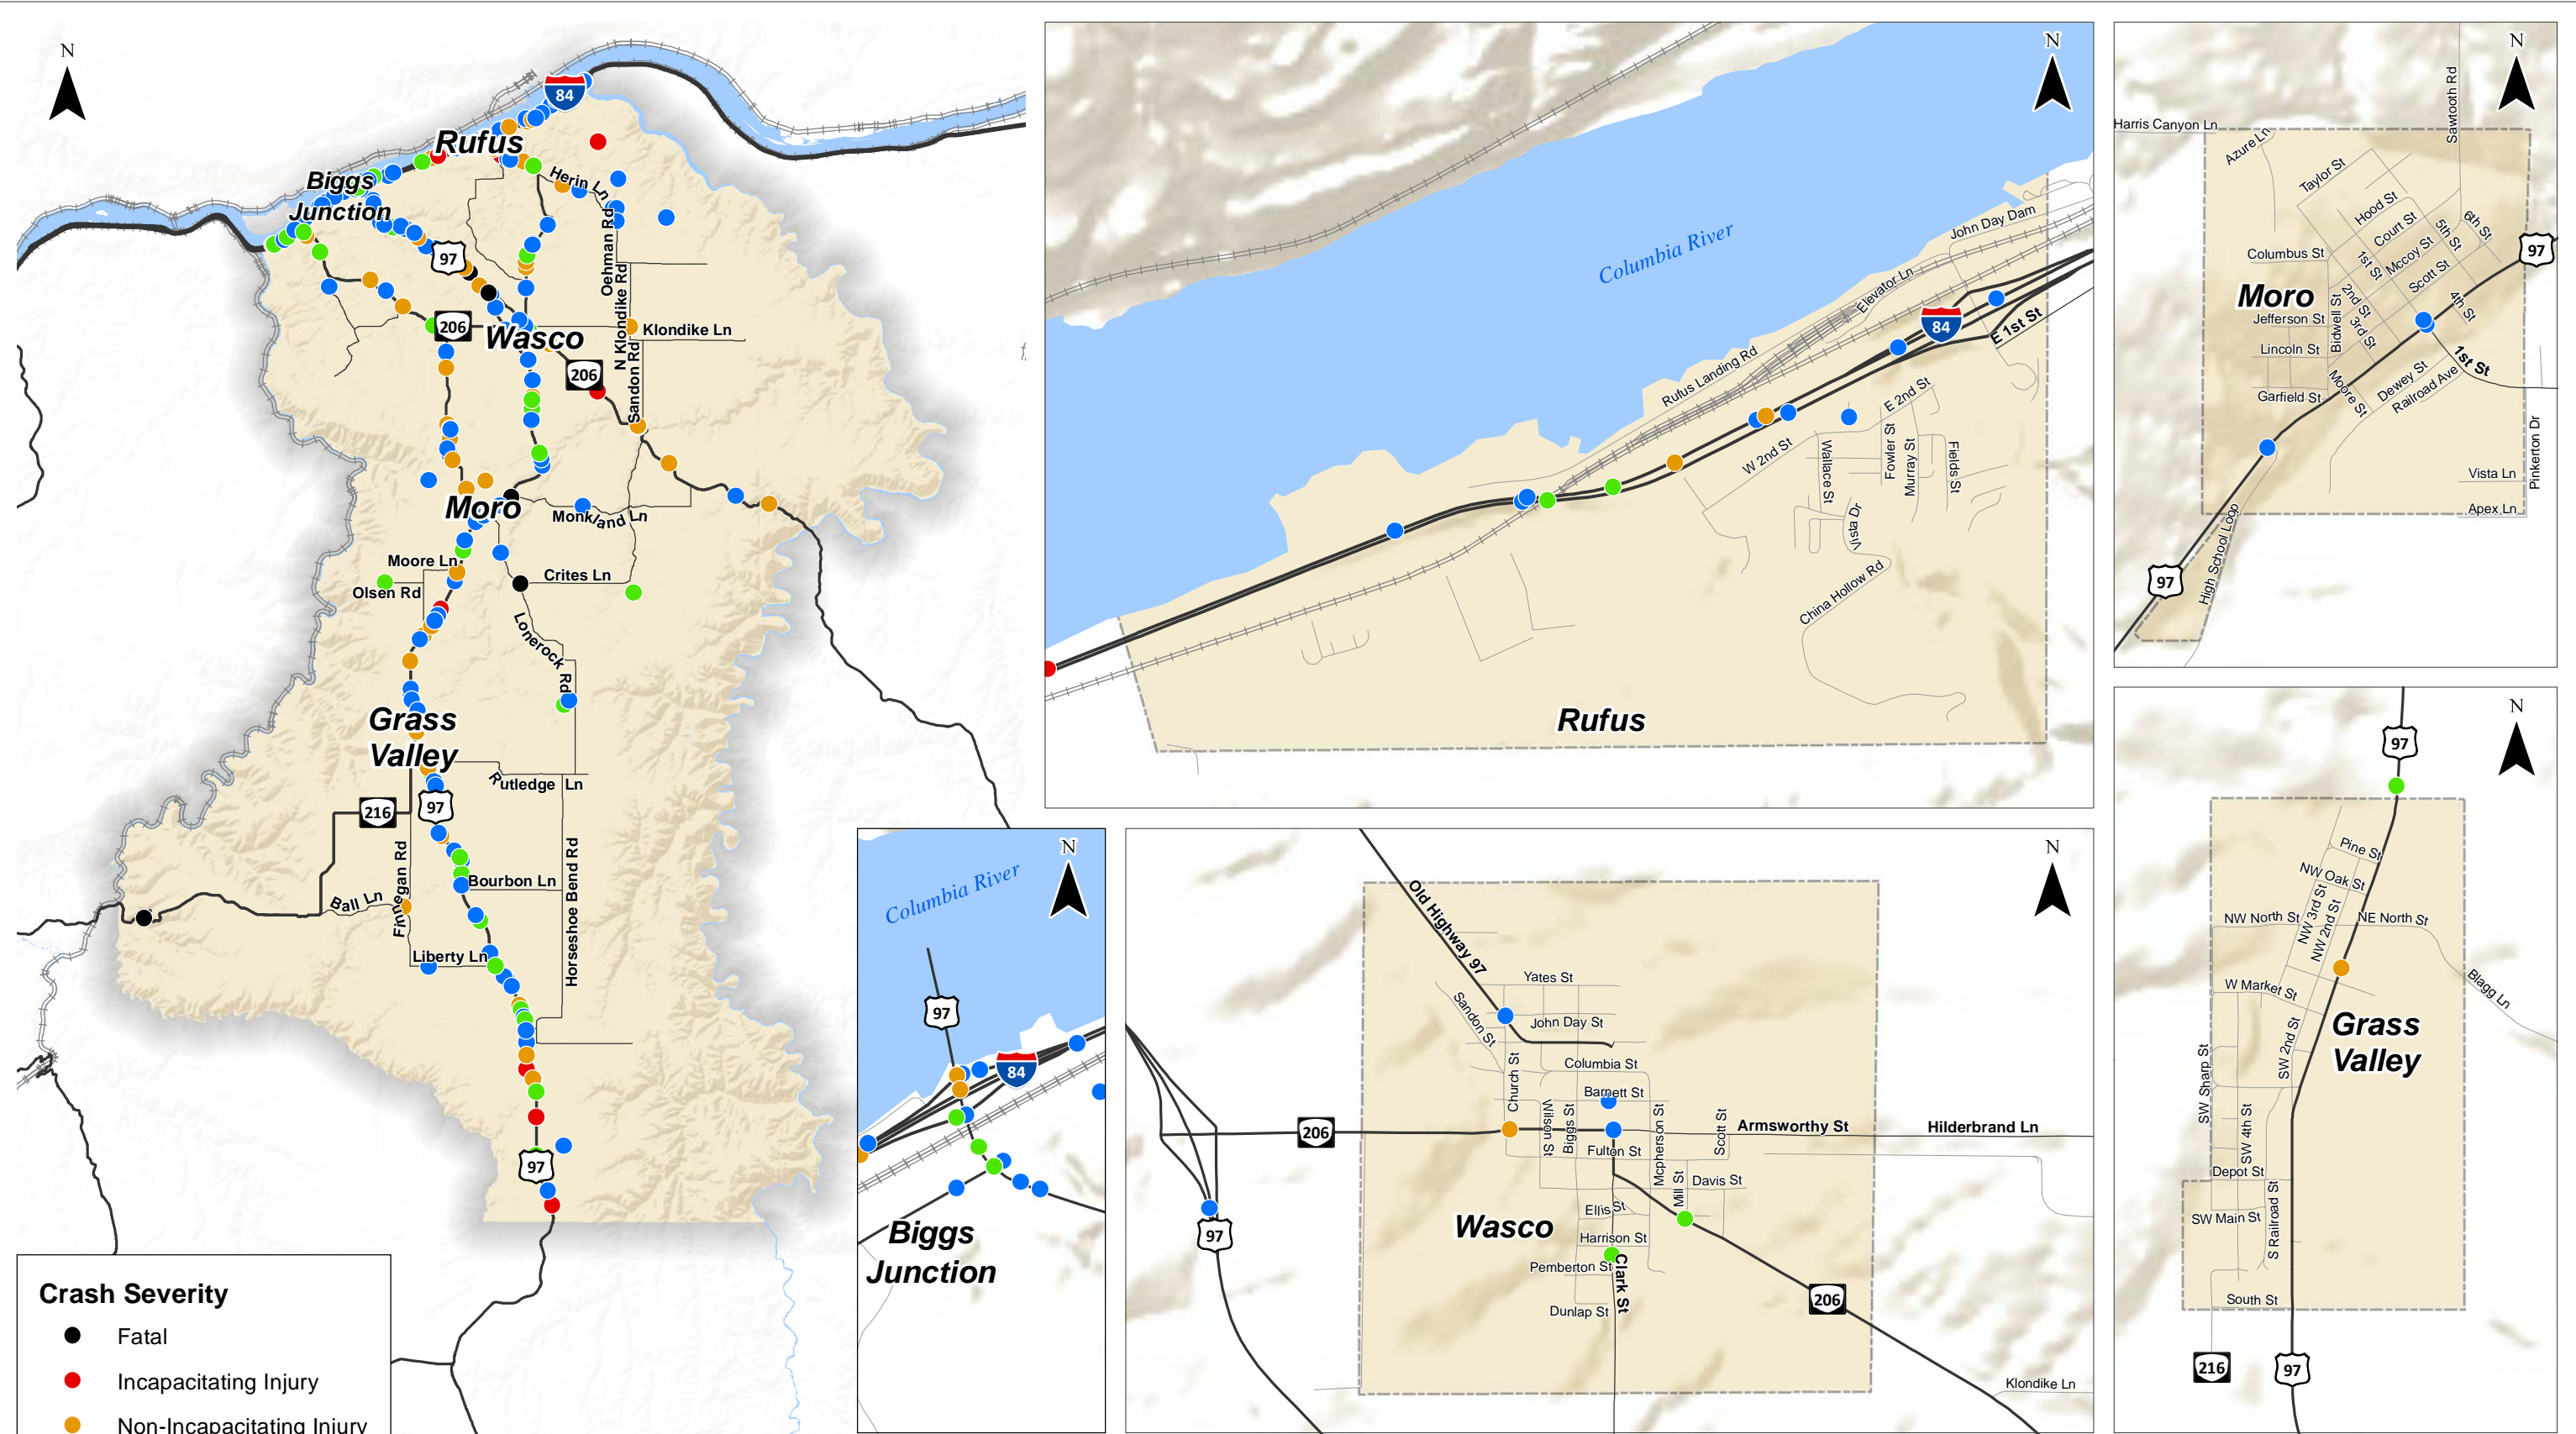 N
84
Rufus
Biggs
Junction
Herin Ln
Oehman Rd
97
N Klondike Rd
206
Klondike Ln
Wasco
206
Sandon Rd
Moro
Monkland Ln
Moore Ln
Crites Ln
Olsen Rd
Lonerock Rd
Grass
Valley
Rutledge Ln
216
97
Finnegan Rd
Horseshoe Bend Rd
Bourbon Ln
Ball Ln
Liberty Ln
97
Crash Severity
Fatal
Incapacitating Injury
Non-Incapacitating Injury
N
Columbia River
John Day Dam
Elevator Ln
84
E 1st St
Rufus Landing Rd
E 2nd St
W 2nd St
Wallace St
Fowler St
Murray St
Fields St
Vista Dr
China Hollow Rd
Rufus
N
Sawtooth Rd
Harris Canyon Ln
Azure Ln
Taylor St
Hood St
Court St
6th St
5th St
Mccoy St
Columbus St
1st St
Scott St
97
Moro
2nd St
4th St
Jefferson St
Bidwell St
3rd St
Lincoln St
1st St
Dewey St
Railroad Ave
Garfield St
Moore St
Pinkerton Dr
Vista Ln
Apex Ln
High School Loop
97
N
Columbia River
97
84
Biggs
Junction
N
Old Highway 97
Yates St
Sandon St
John Day St
Church St
Columbia St
Barnett St
Wilson St
Biggs St
Mcpherson St
Scott St
206
Armsworthy St
Hilderbrand Ln
Fulton St
Mill St
Davis St
Ellis St
Wasco
97
Harrison St
Pemberton St
Clark St
Dunlap St
206
Klondike Ln
N
97
Pine St
NW Oak St
NW 3rd St
NW 2nd St
NW North St
NE North St
W Market St
Blagg Ln
Grass
Valley
SW 2nd St
SW Sharp St
SW 4th St
Depot St
SW Main St
S Railroad St
South St
216
97